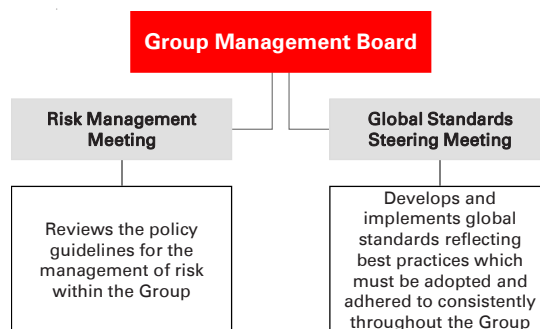 Group Management Board
Risk Management
Meeting
Global Standards
Steering Meeting
Reviews the policy
guidelines for the
management of risk
within the Group
Develops and
implements global
standards reflecting
best practices which
must be adopted and
adhered to consistently
throughout the Group